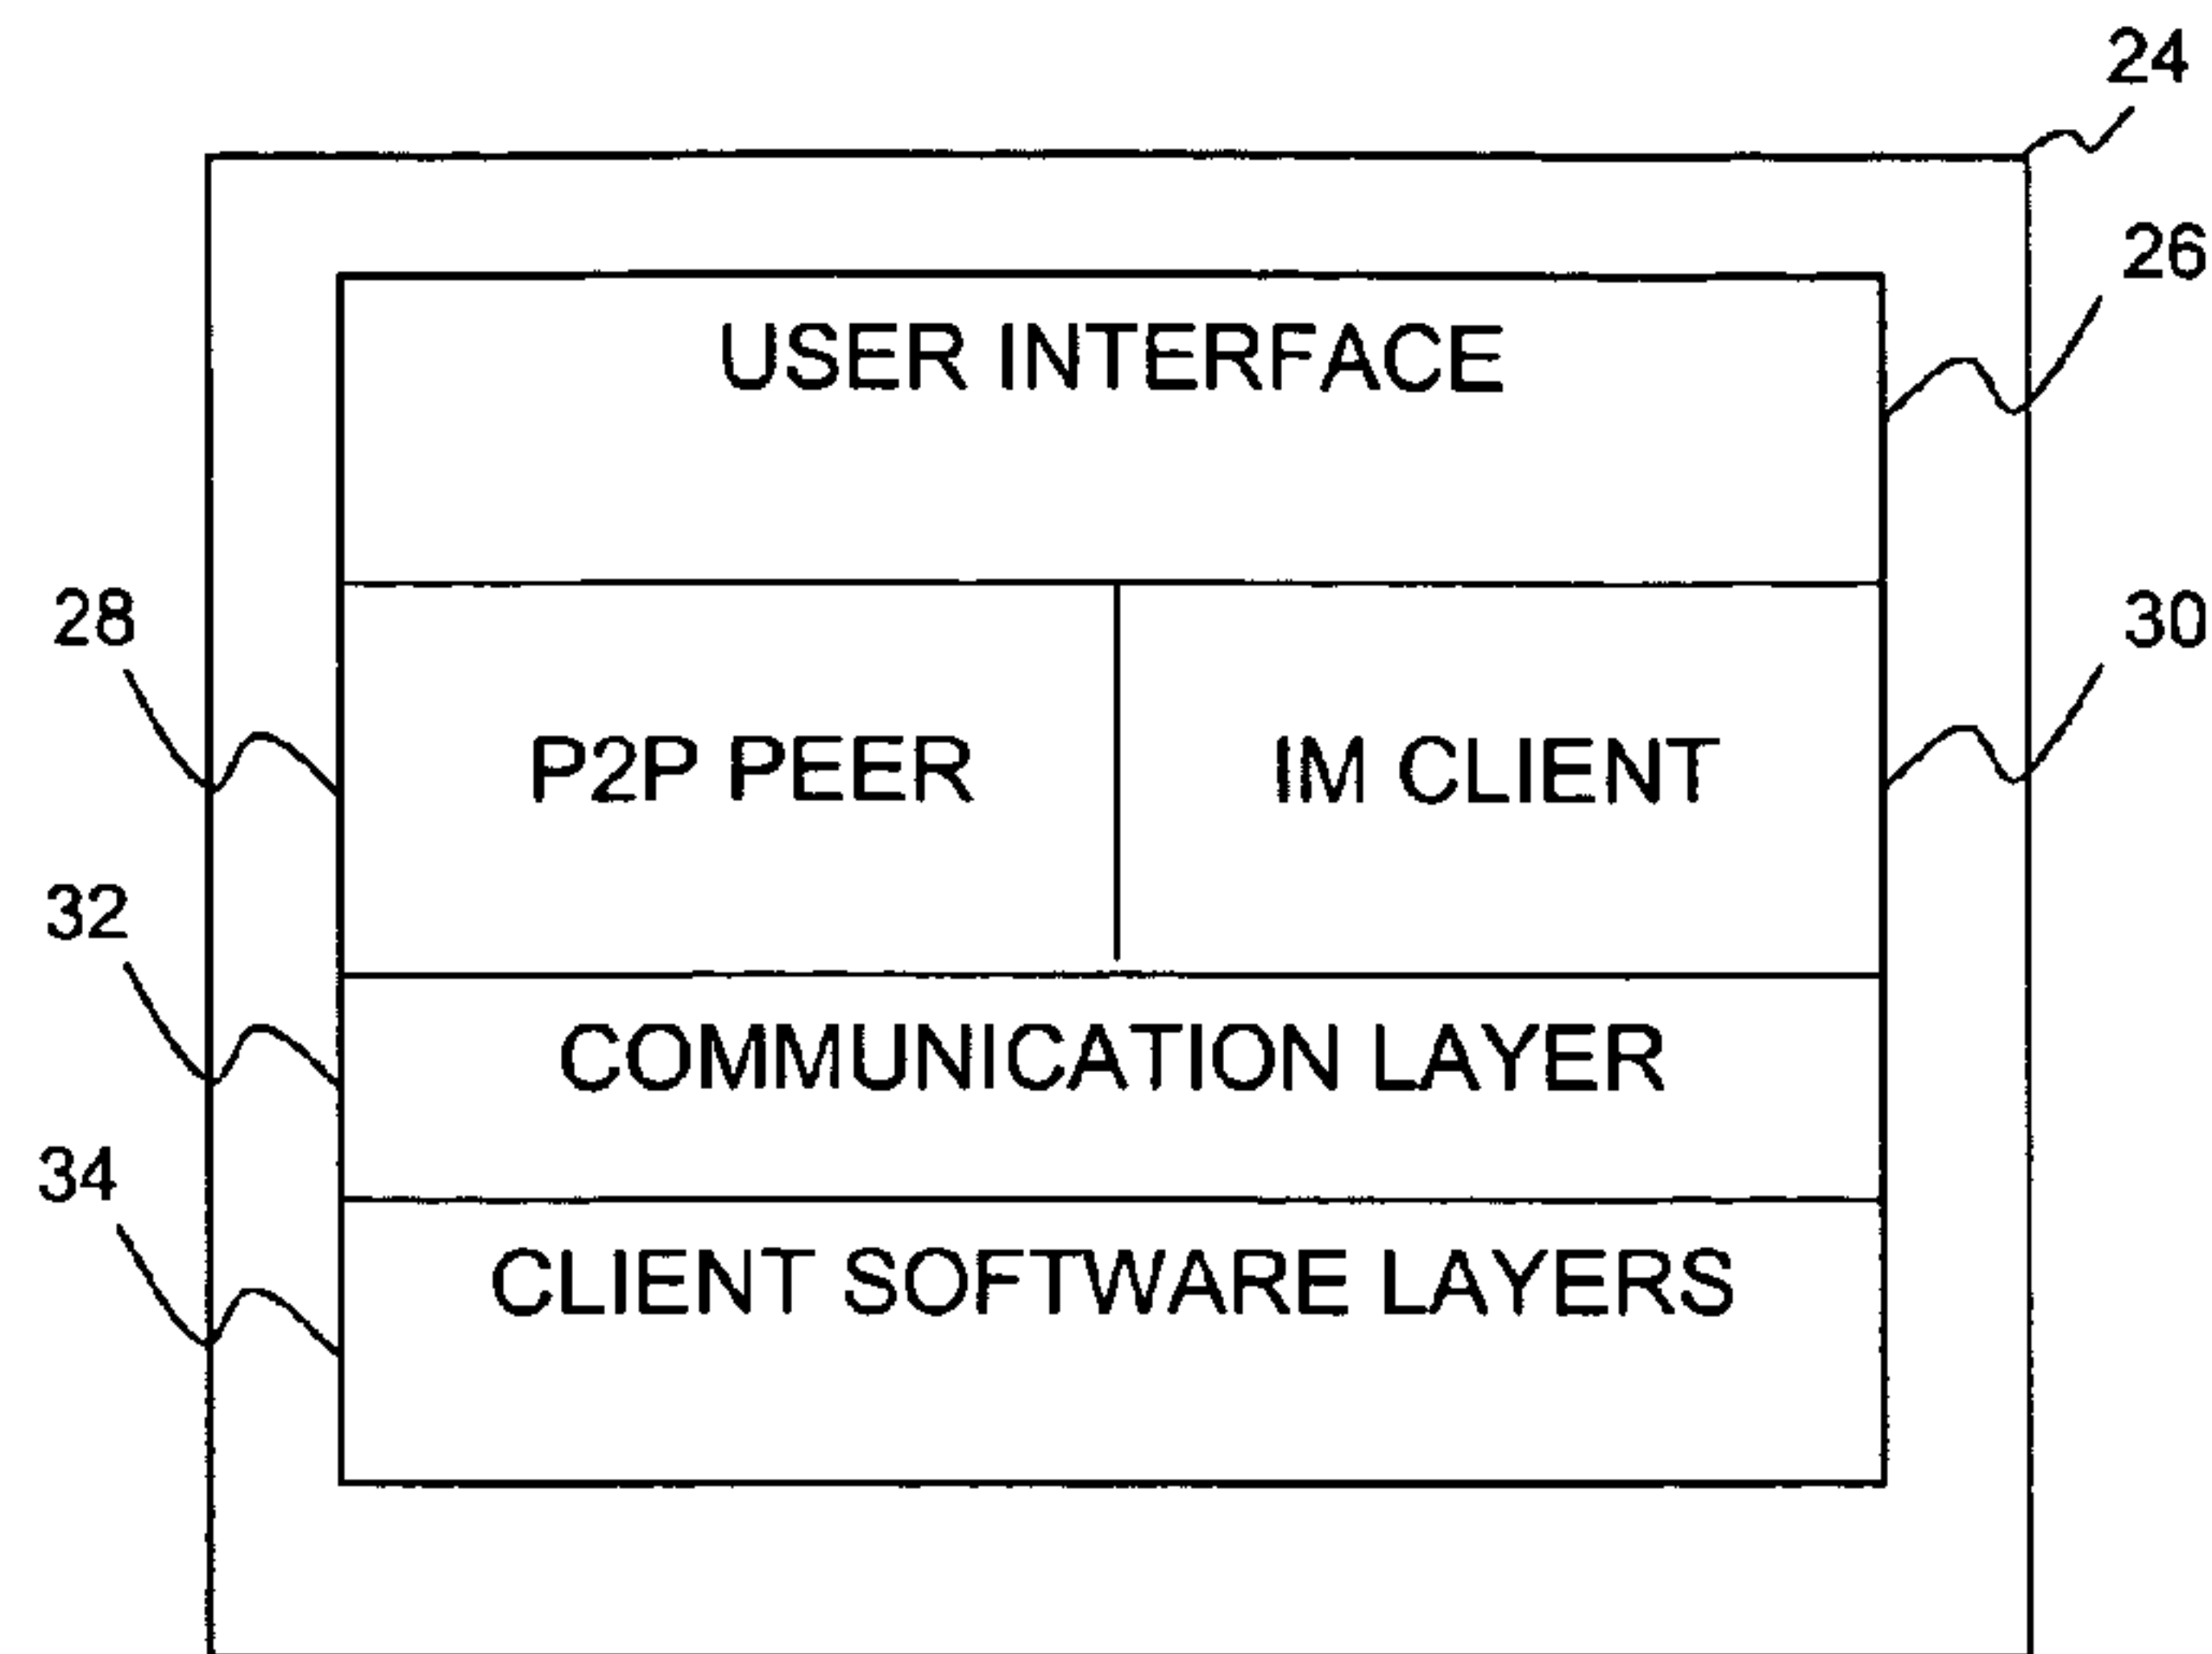 24
26
USER INTERFACE
28
30
P2P PEER
IM CLIENT
32
COMMUNICATION LAYER
34
CLIENT SOFTWARE LAYERS